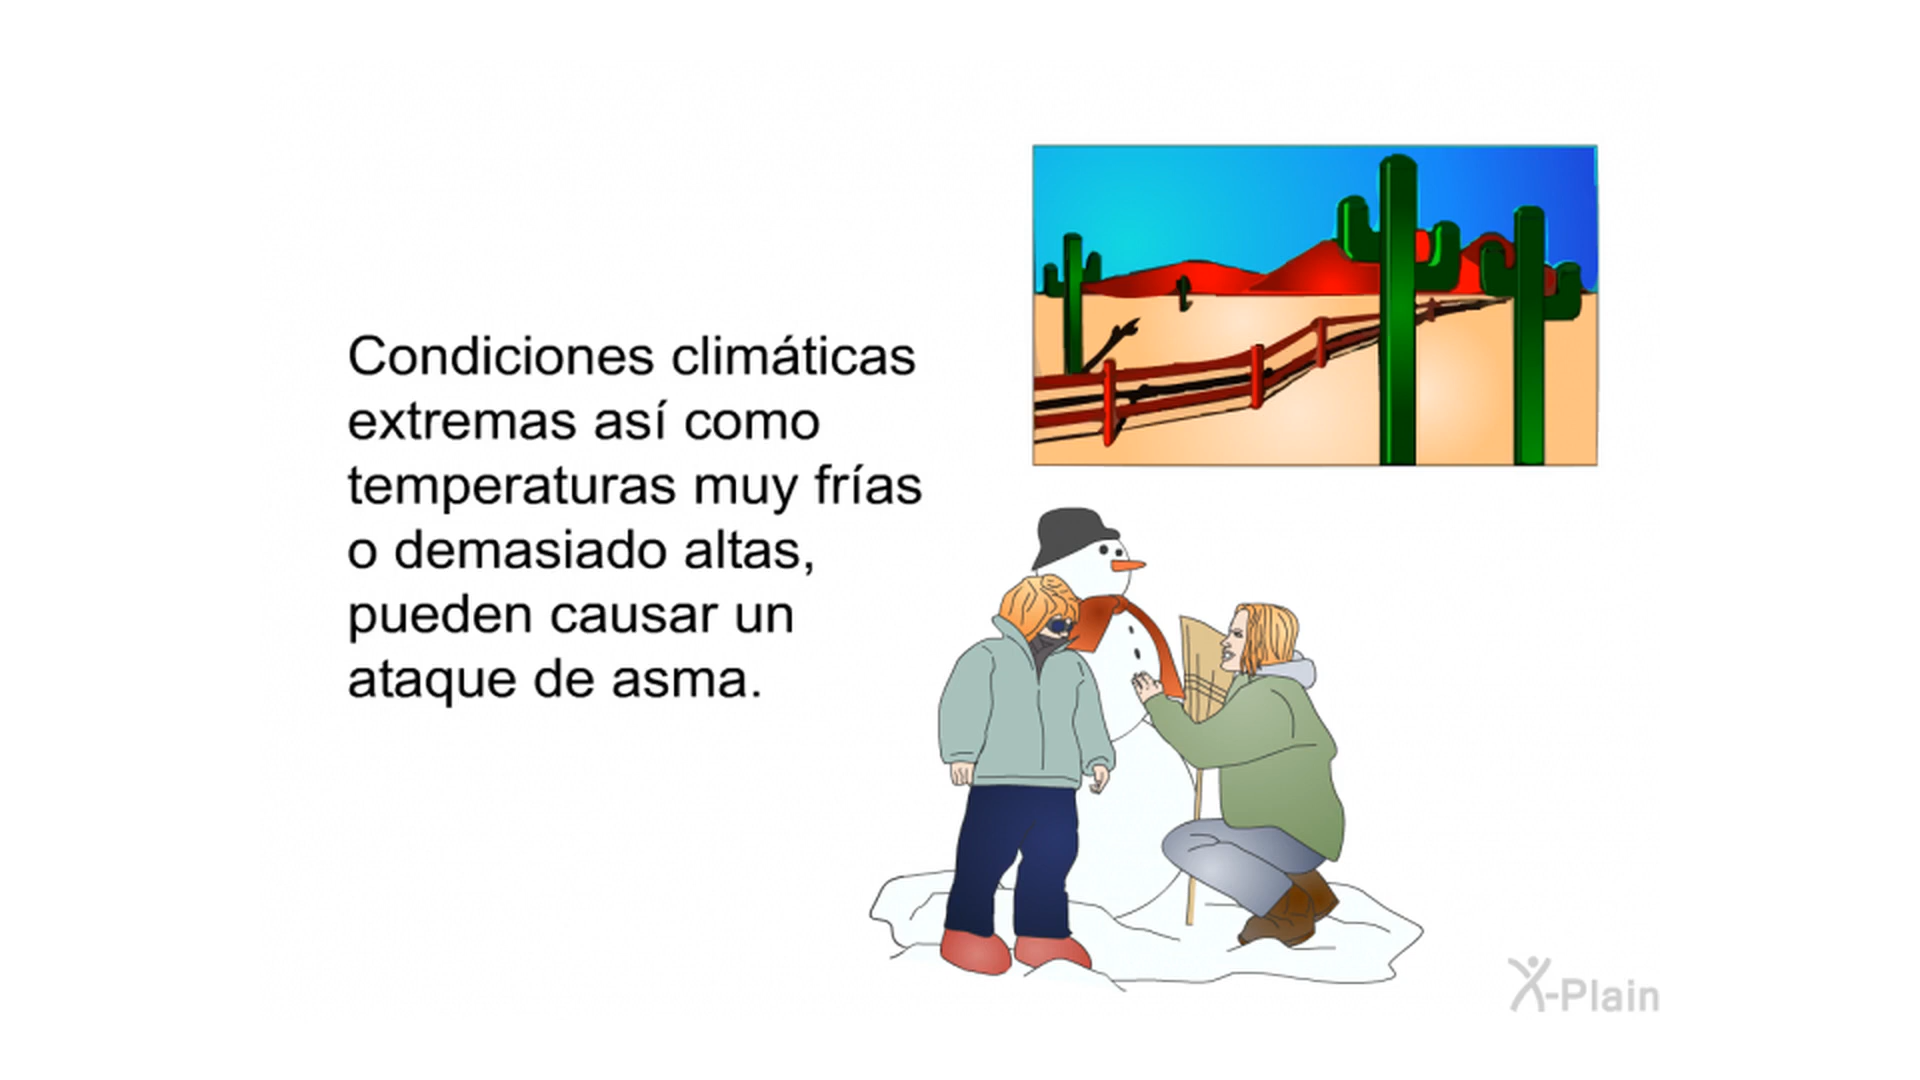 Condiciones climáticas
extremas así como
temperaturas muy frías
o demasiado altas,
pueden causar un
ataque de asma.
X-Plain